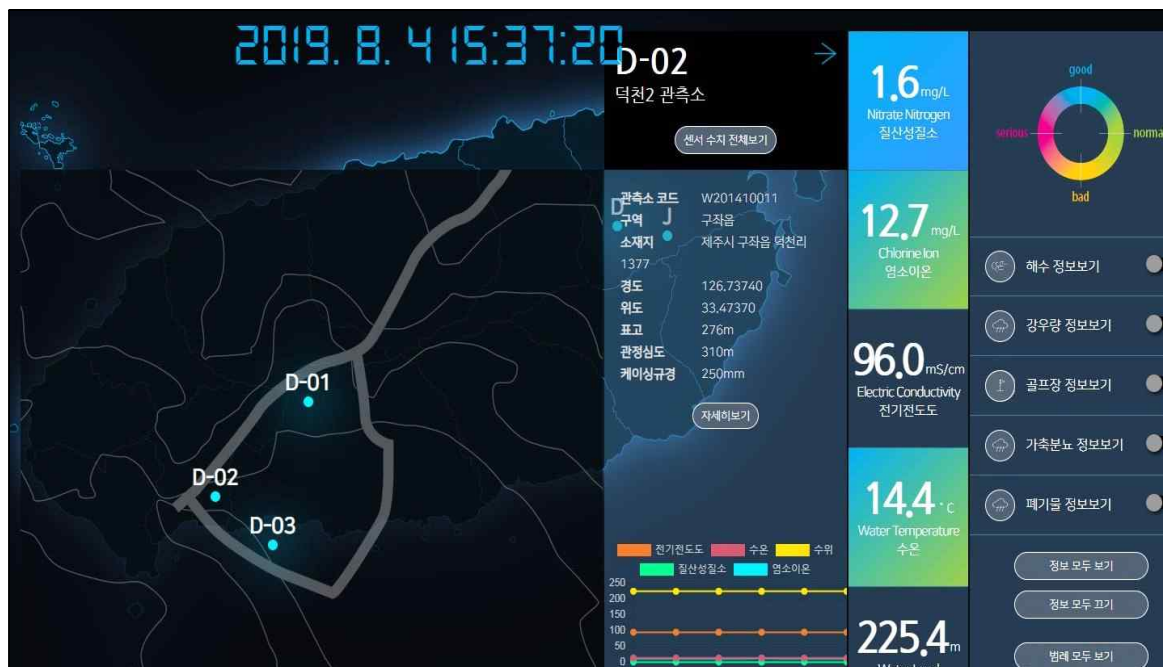 2019. 8. 4 15:37:20
D-02
덕천2 관측소
센서 수지 전체보기
관측소 코드 W201410011
구역 구좌읍
소재지 제주시 구좌읍 덕천리
1377
경도 126.73740
위도 33.47370
표고 276m
관정심도 310m
케이싱규경 250mm
자세히보기
D
J
D-01
D-02
D-03
전기전도도 수온 수위
질산성질소 염소이온
250
200
150
100
50
0
1.6 mg/L
Nitrate Nitrogen
질산성질소
12.7 mg/L
Chlorine Ion
염소이온
96.0 mS/cm
Electric Conductivity
전기전도도
14.4 °C
Water Temperature
수온
225.4 m
good
serious
norma
bad
해수 정보보기
강우량 정보보기
골프장 정보보기
가축분뇨 정보보기
폐기물 정보보기
정보 모두 보기
정보 모두 끄기
범례 모두 보기